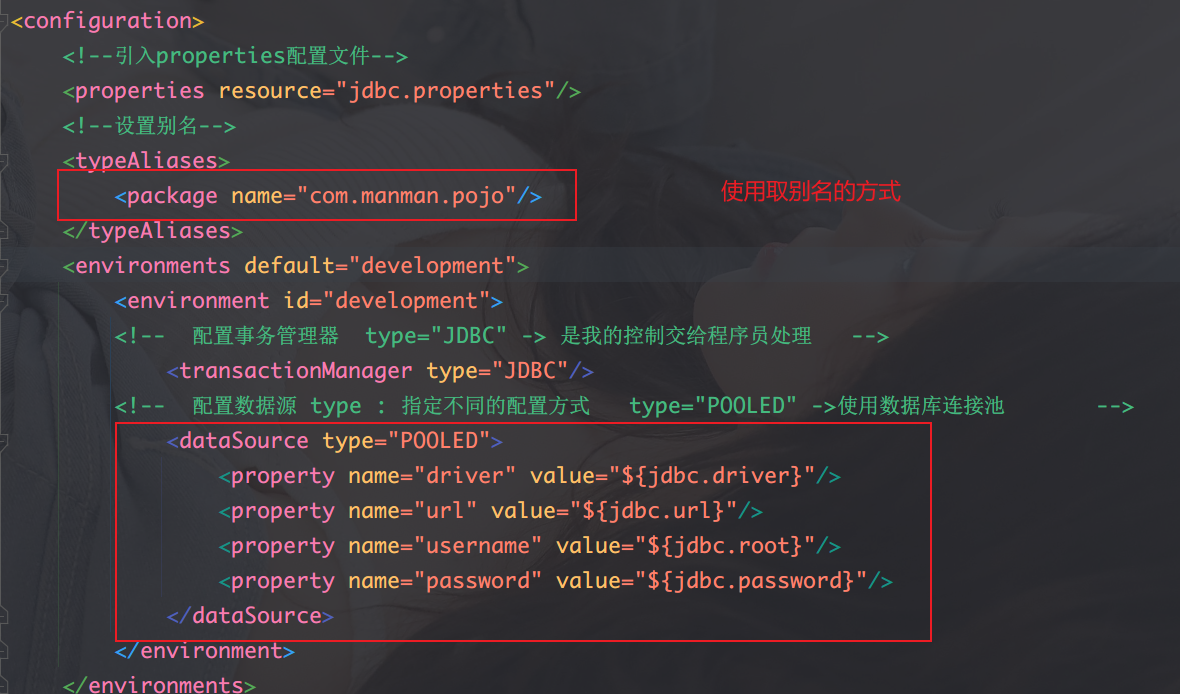 <configuration>
<!--引入properties配置文件-->
<properties resource="jdbc.properties"/>
<!--设置别名-->
<typeAliases>
<package name="com.manman.pojo"/> 使用取别名的方式
</typeAliases>
<environments default="development">
<environment id="development">
<!-- 配置事务管理器 type="JDBC" -> 是我的控制交给程序员处理 -->
<transactionManager type="JDBC"/>
<!-- 配置数据源 type : 指定不同的配置方式 type="POOLED" ->使用数据库连接池 -->
<dataSource type="POOLED">
<property name="driver" value="${jdbc.driver}"/>
<property name="url" value="${jdbc.url}"/>
<property name="username" value="${jdbc.root}"/>
<property name="password" value="${jdbc.password}"/>
</dataSource>
</environment>
</environments>